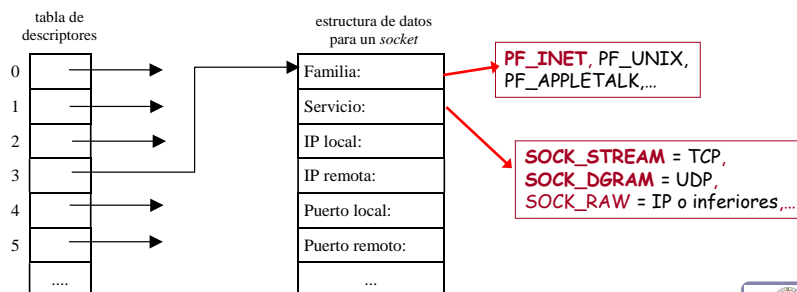 tabla de
descriptores
0
1
2
3
4
5
....
estructura de datos
para un socket
Familia:
Servicio:
IP local:
IP remota:
Puerto local:
Puerto remoto:
...
PF_INET, PF_UNIX,
PF_APPLETALK,...
SOCK_STREAM = TCP,
SOCK_DGRAM = UDP,
SOCK_RAW = IP o inferiores,...